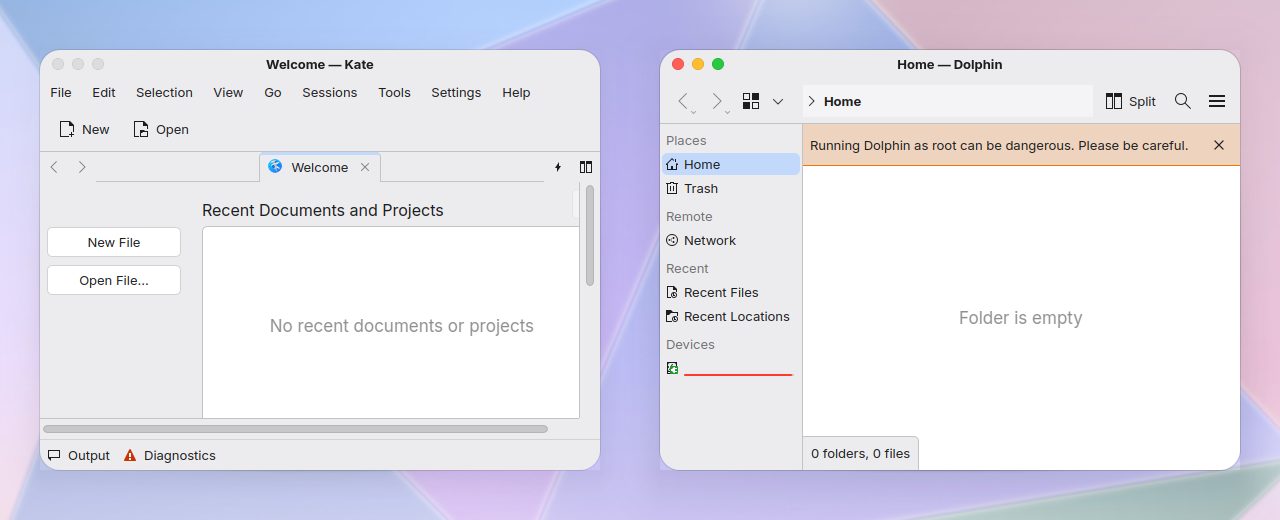 Welcome — Kate
File Edit Selection View Go Sessions Tools Settings Help
New Open
Welcome
Recent Documents and Projects
New File
Open File...
No recent documents or projects
Output Diagnostics
Home — Dolphin
Home Split
Places
Home
Trash
Remote
Network
Recent
Recent Files
Recent Locations
Devices
Running Dolphin as root can be dangerous. Please be careful.
Folder is empty
0 folders, 0 files